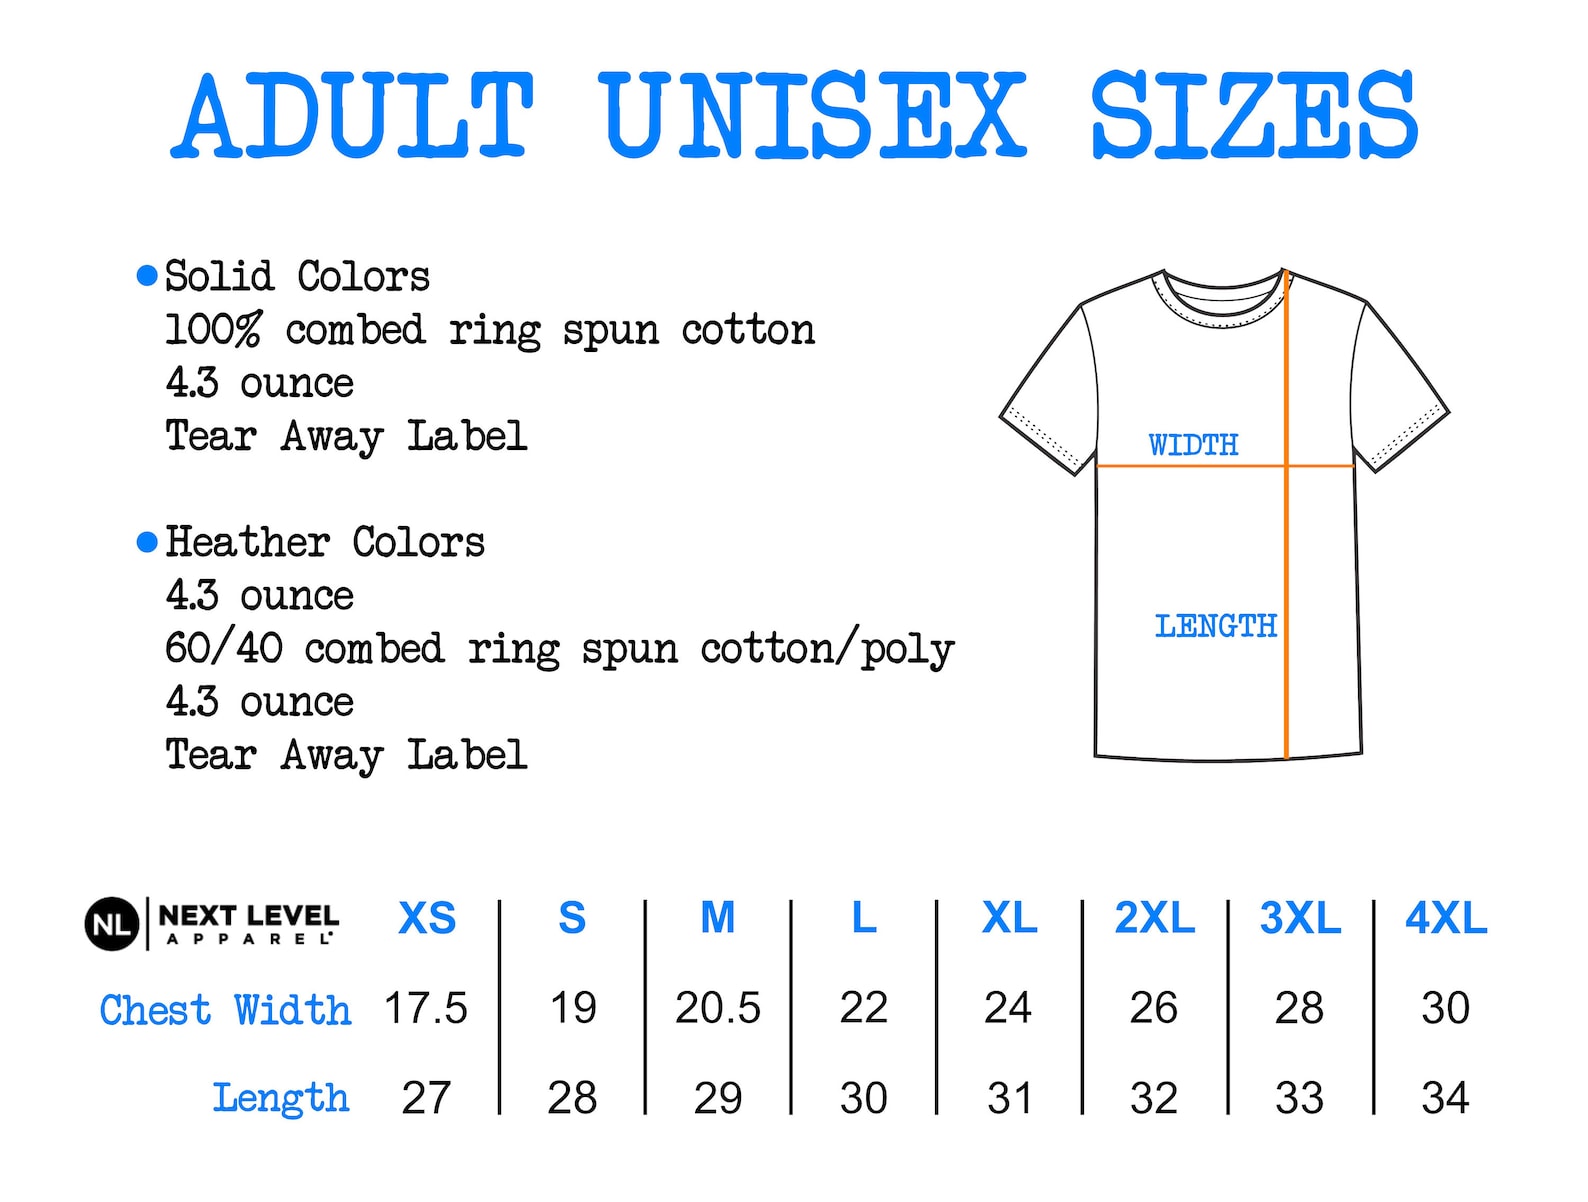 ADULT UNISEX SIZES
Solid Colors
100% combed ring spun cotton
4.3 ounce
Tear Away Label
Heather Colors
4.3 ounce
60/40 combed ring spun cotton/poly
4.3 ounce
Tear Away Label
WIDTH
LENGTH
NL NEXT LEVEL APPAREL XS S M L XL 2XL 3XL 4XL
Chest Width 17.5 19 20.5 22 24 26 28 30
Length 27 28 29 30 31 32 33 34